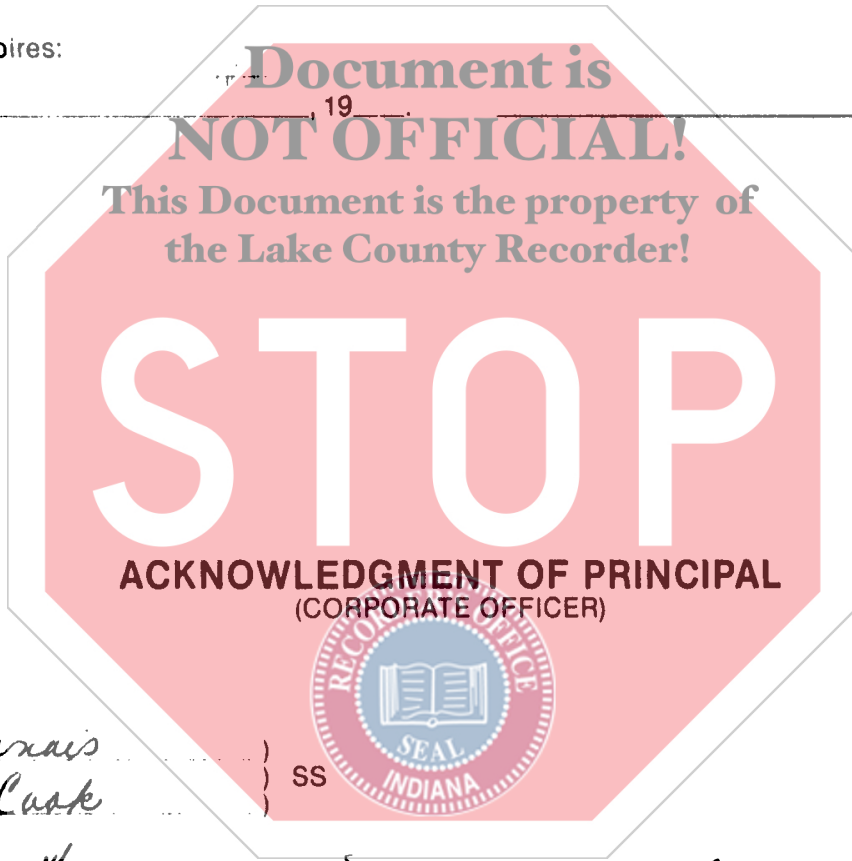 pires:
Document is
, 19
NOT OFFICIAL!
This Document is the property of
the Lake County Recorder!
STOP
ACKNOWLEDGMENT OF PRINCIPAL
(CORPORATE OFFICER)
RECORDER'S OFFICE
SEAL
INDIANA
nais )
) SS
Cook )